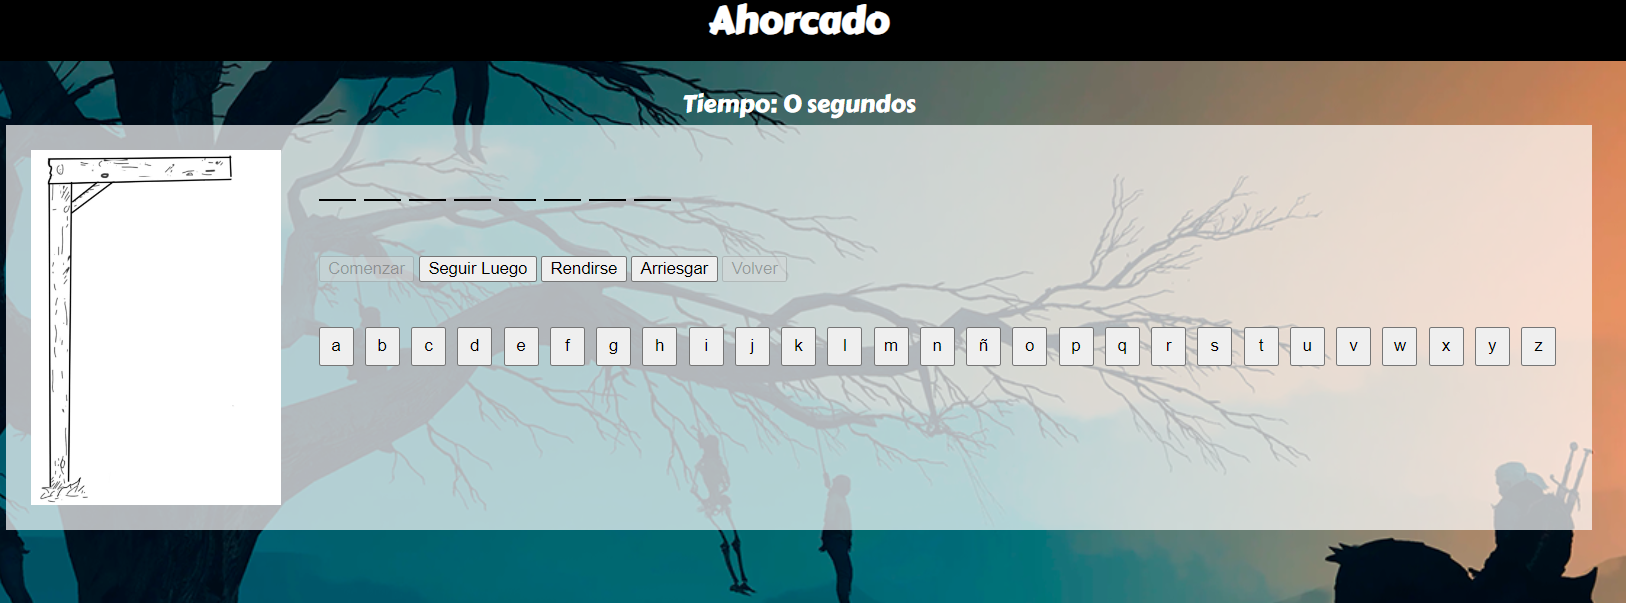 Ahorcado
Tiempo: 0 segundos
Comenzar Seguir Luego Rendirse Arriesgar Volver
a b c d e f g h i j k l m n ñ o p q r s t u v w x y z